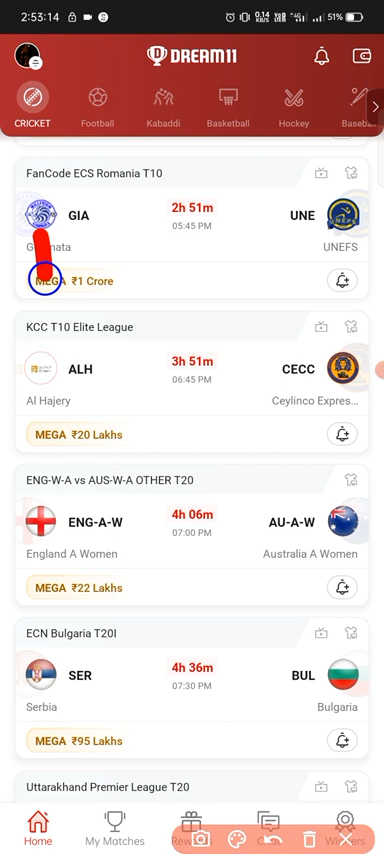 2:53:14
0.14 KB/S
4G
51%
DREAM11
CRICKET
Football
Kabaddi
Basketball
Hockey
Baseba
FanCode ECS Romania T10
GIA
2h 51m
UNE
05:45 PM
UNEFS
MEGA ₹1 Crore
KCC T10 Elite League
ALH
3h 51m
CECC
06:45 PM
Al Hajery
Ceylinco Expres...
MEGA ₹20 Lakhs
ENG-W-A vs AUS-W-A OTHER T20
ENG-A-W
4h 06m
AU-A-W
07:00 PM
England A Women
Australia A Women
MEGA ₹22 Lakhs
ECN Bulgaria T20I
SER
4h 36m
BUL
07:30 PM
Serbia
Bulgaria
MEGA ₹95 Lakhs
Uttarakhand Premier League T20
Home
My Matches